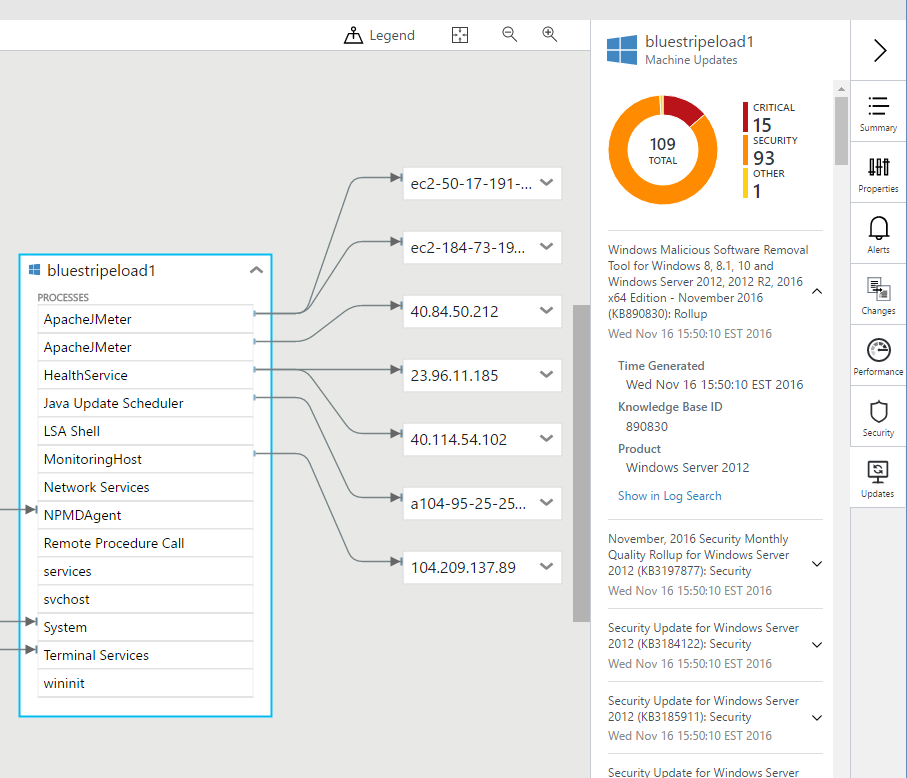 Legend
bluestripeload1
PROCESSES
ApacheJMeter
ApacheJMeter
HealthService
Java Update Scheduler
LSA Shell
MonitoringHost
Network Services
NPMDAgent
Remote Procedure Call
services
svchost
System
Terminal Services
wininit
ec2-50-17-191-...
ec2-184-73-19...
40.84.50.212
23.96.11.185
40.114.54.102
a104-95-25-25...
104.209.137.89
bluestripeload1
Machine Updates
109
TOTAL
CRITICAL
15
SECURITY
93
OTHER
1
Windows Malicious Software Removal
Tool for Windows 8, 8.1, 10 and
Windows Server 2012, 2012 R2, 2016
x64 Edition - November 2016
(KB890830): Rollup
Wed Nov 16 15:50:10 EST 2016
Time Generated
Wed Nov 16 15:50:10 EST 2016
Knowledge Base ID
890830
Product
Windows Server 2012
Show in Log Search
November, 2016 Security Monthly
Quality Rollup for Windows Server
2012 (KB3197877): Security
Wed Nov 16 15:50:10 EST 2016
Security Update for Windows Server
2012 (KB3184122): Security
Wed Nov 16 15:50:10 EST 2016
Security Update for Windows Server
2012 (KB3185911): Security
Wed Nov 16 15:50:10 EST 2016
Security Update for Windows Server
Summary
Properties
Alerts
Changes
Performance
Security
Updates